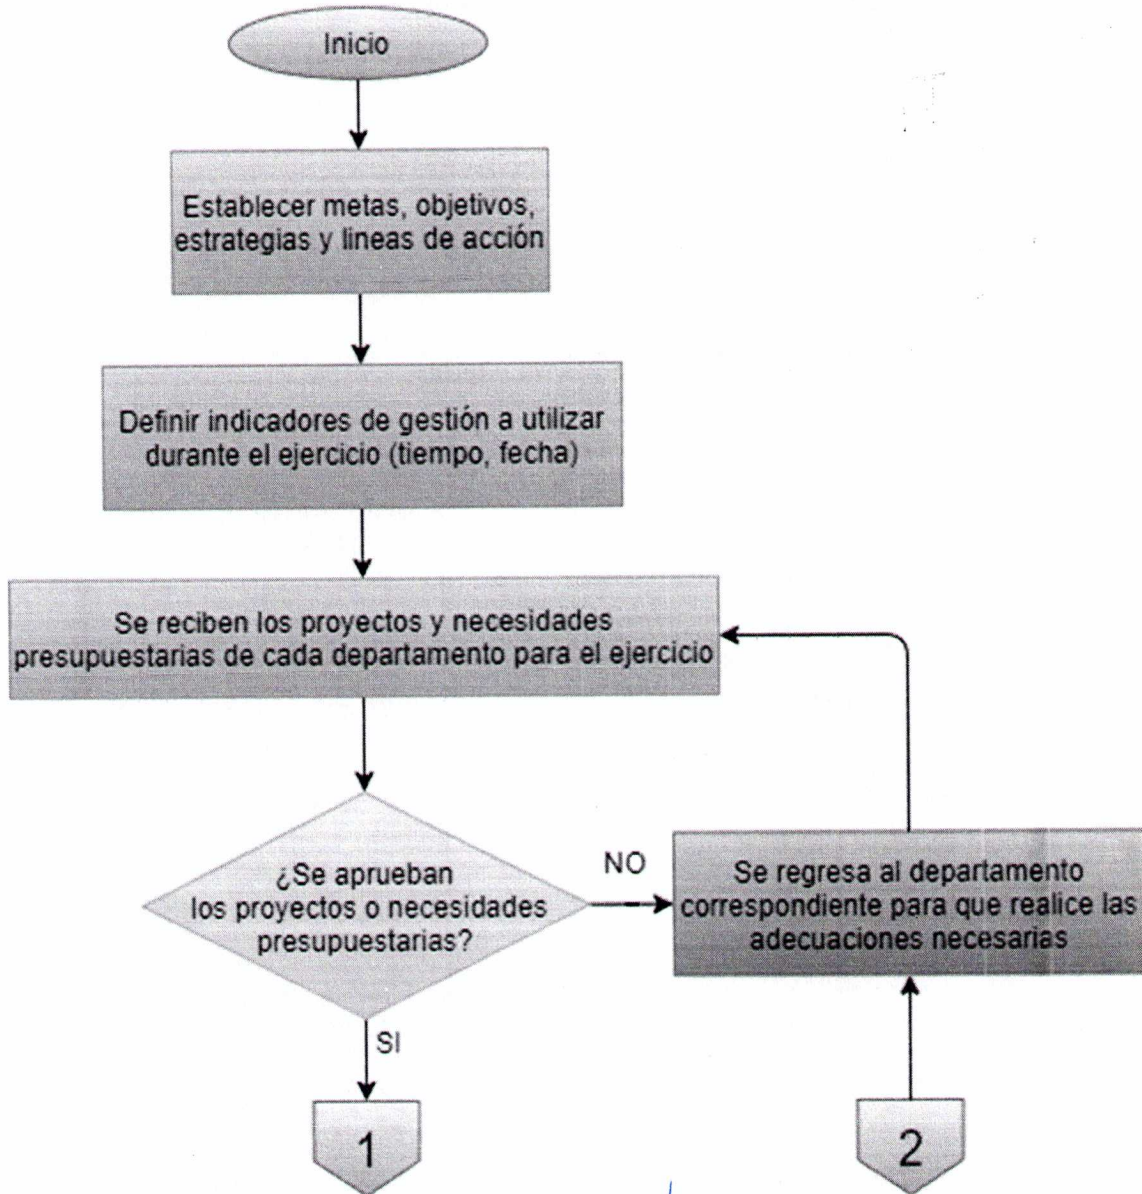 Inicio
Establecer metas, objetivos,
estrategias y lineas de acción
Definir indicadores de gestión a utilizar
durante el ejercicio (tiempo, fecha)
Se reciben los proyectos y necesidades
presupuestarias de cada departamento para el ejercicio
¿Se aprueban
los proyectos o necesidades
presupuestarias?
NO
Se regresa al departamento
correspondiente para que realice las
adecuaciones necesarias
SI
1
2